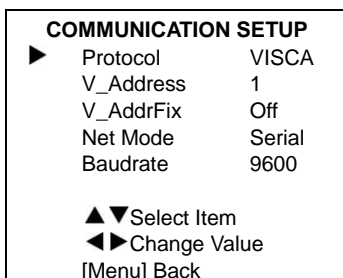 COMMUNICATION SETUP
▶ Protocol VISCA
V_Address 1
V_AddrFix Off
Net Mode Serial
Baudrate 9600
▲▼Select Item
◀▶Change Value
[Menu] Back